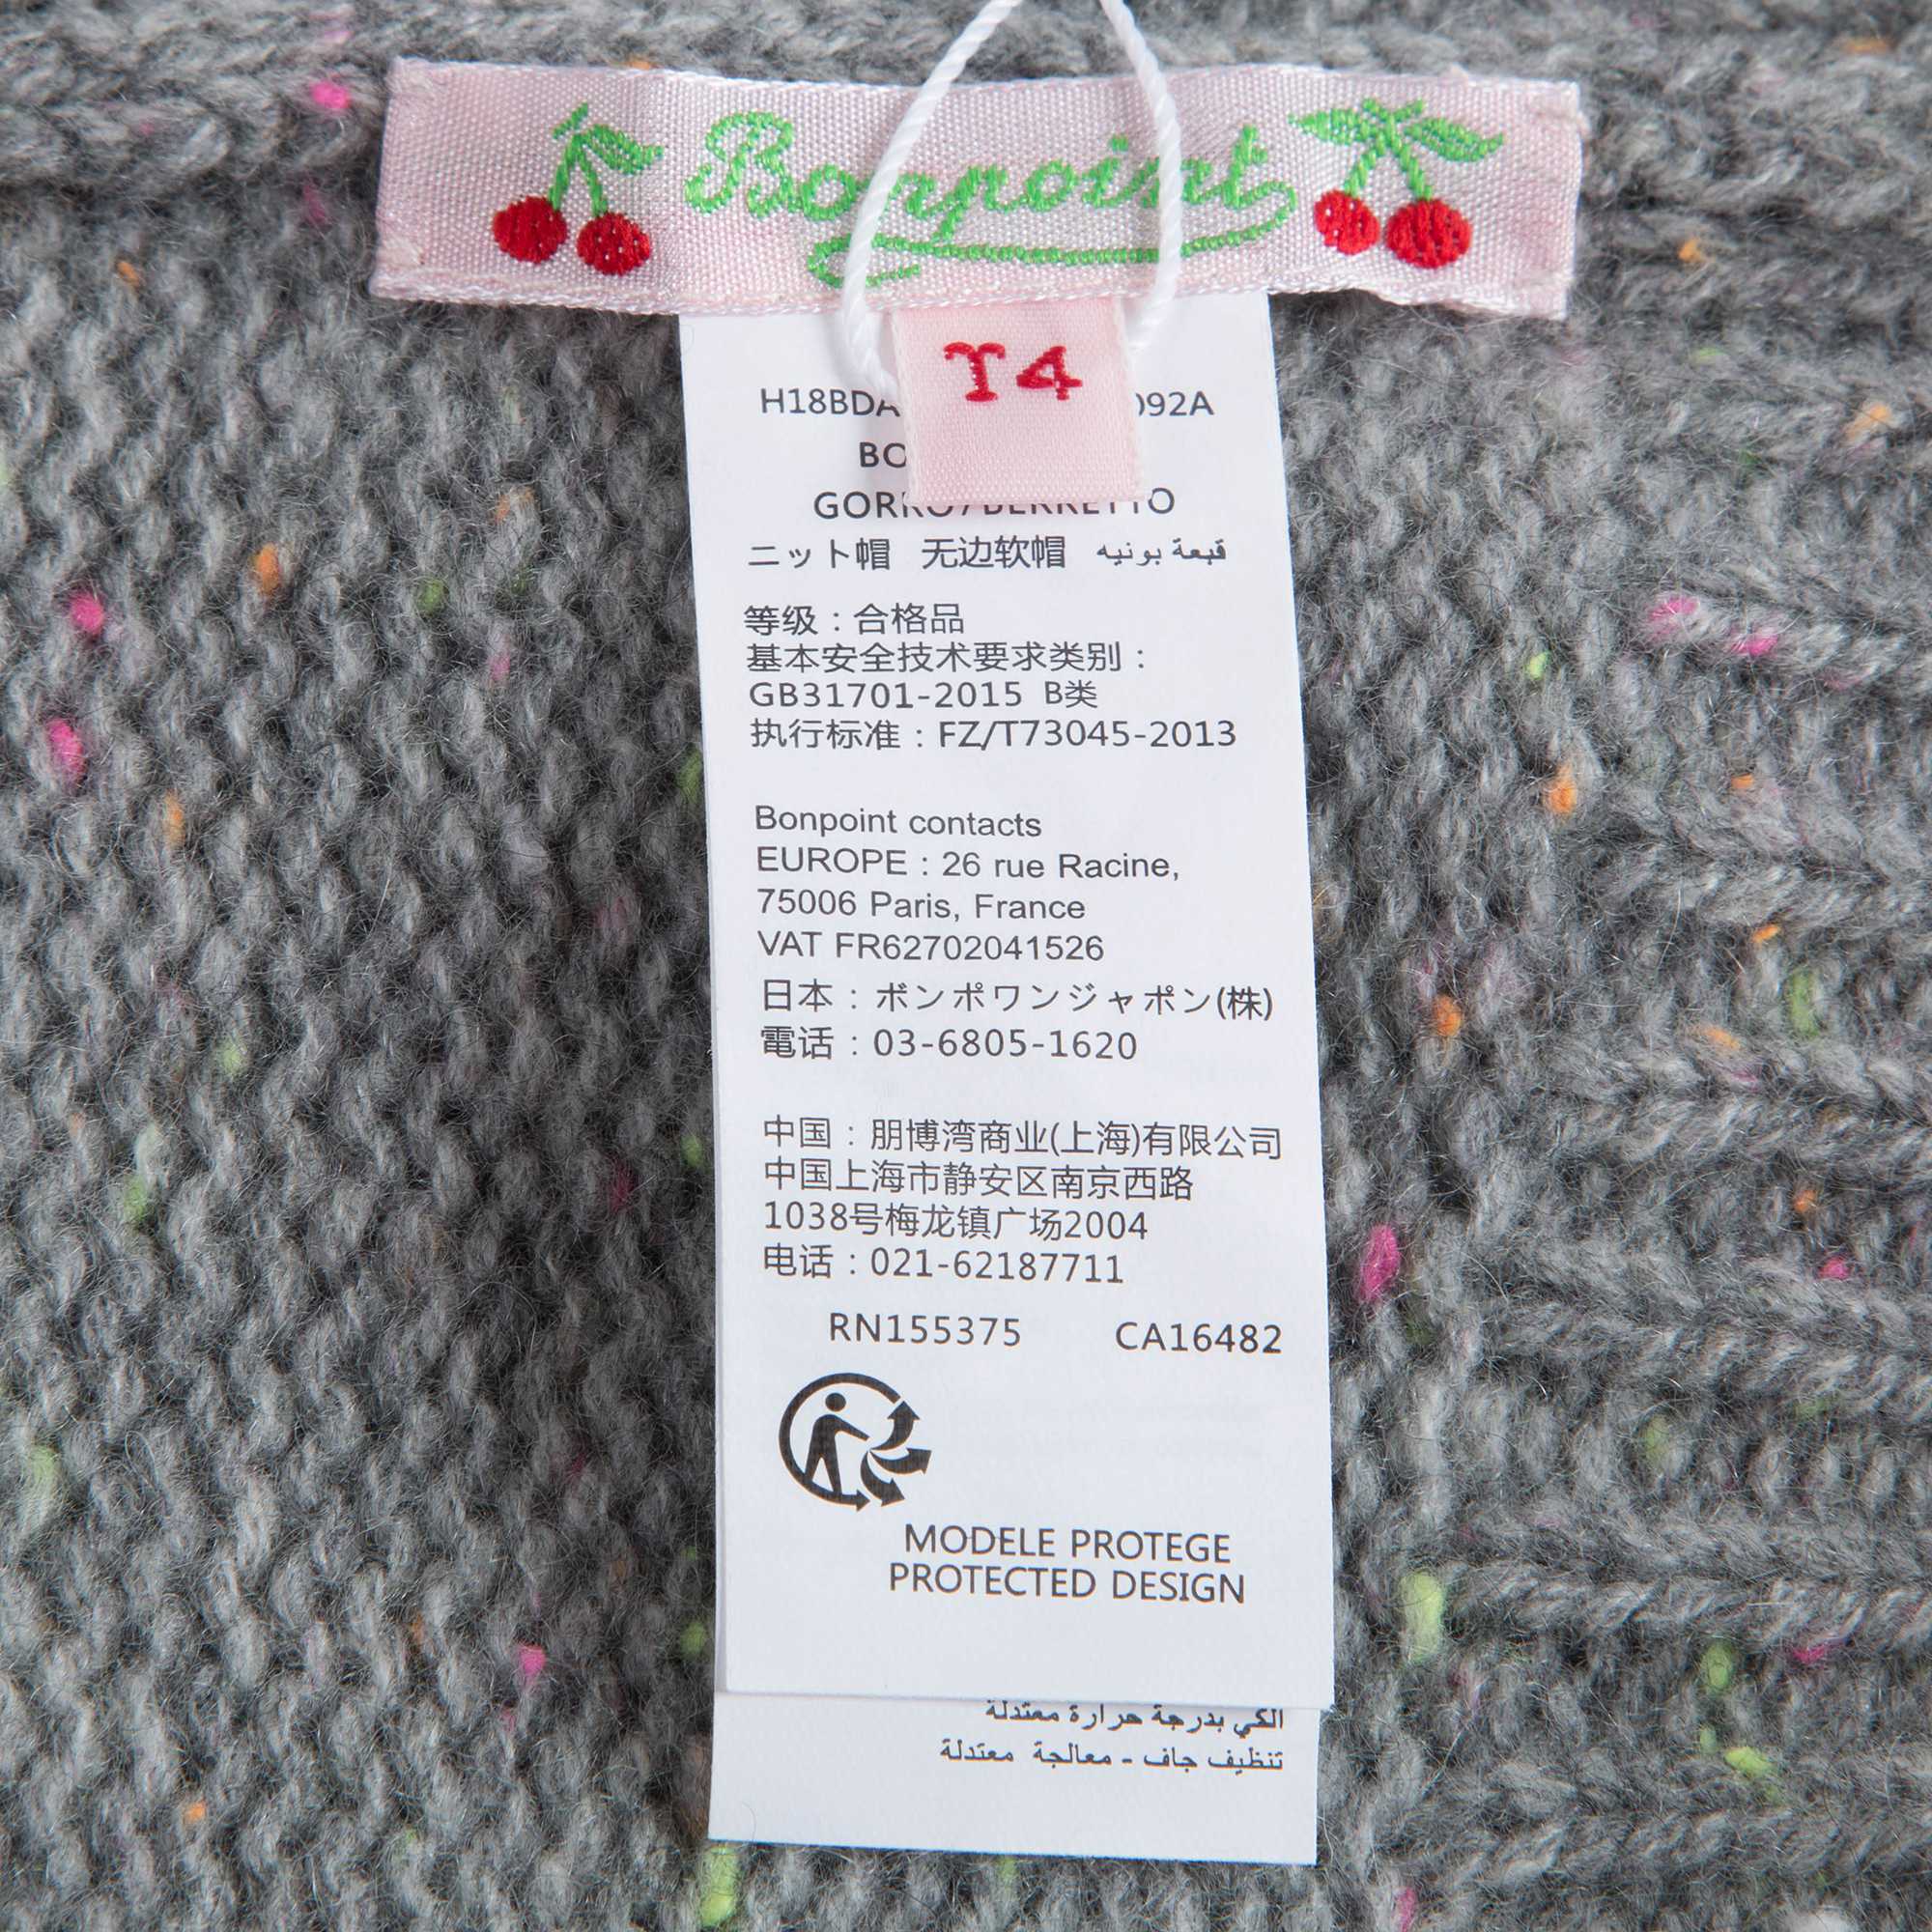 Bonpoint
T4
H18BDA 092A
ニット帽 无边软帽 قبعة بونيه
等级：合格品
基本安全技术要求类别：
GB31701-2015 B类
执行标准：FZ/T73045-2013
Bonpoint contacts
EUROPE : 26 rue Racine,
75006 Paris, France
VAT FR62702041526
日本：ボンポワンジャポン(株)
電话：03-6805-1620
中国：朋博湾商业(上海)有限公司
中国上海市静安区南京西路
1038号梅龙镇广场2004
电话：021-62187711
RN155375 CA16482
MODELE PROTEGE
PROTECTED DESIGN
الكي بدرجة حرارة معتدلة
تنظيف جاف - معالجة معتدلة